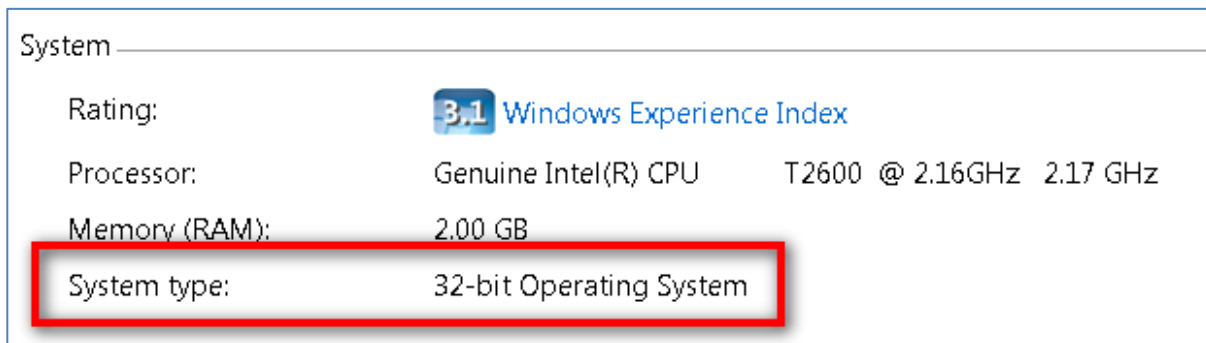 System
Rating: 3.1 Windows Experience Index
Processor: Genuine Intel(R) CPU T2600 @ 2.16GHz 2.17 GHz
Memory (RAM): 2.00 GB
System type: 32-bit Operating System